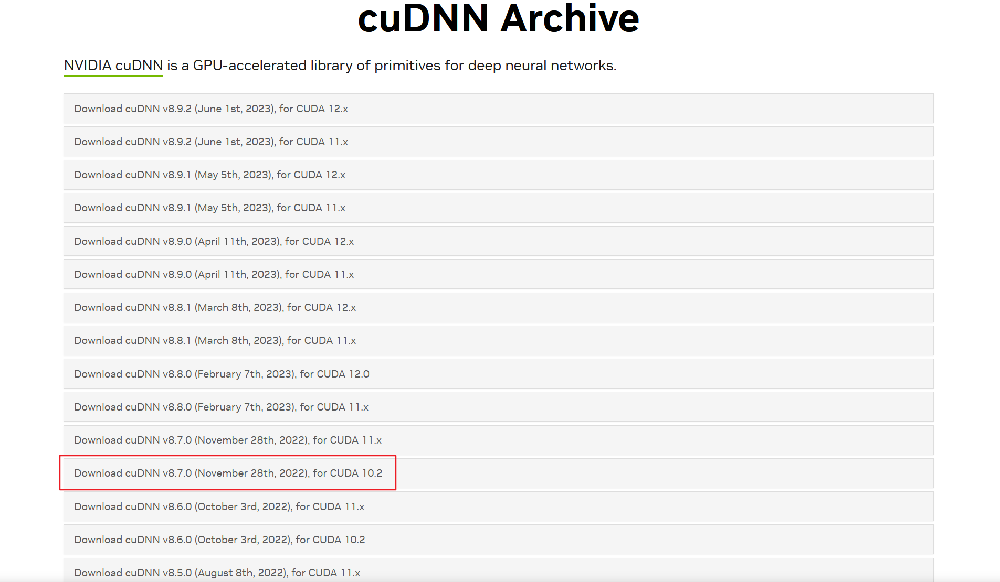 cuDNN Archive
NVIDIA cuDNN is a GPU-accelerated library of primitives for deep neural networks.
Download cuDNN v8.9.2 (June 1st, 2023), for CUDA 12.x
Download cuDNN v8.9.2 (June 1st, 2023), for CUDA 11.x
Download cuDNN v8.9.1 (May 5th, 2023), for CUDA 12.x
Download cuDNN v8.9.1 (May 5th, 2023), for CUDA 11.x
Download cuDNN v8.9.0 (April 11th, 2023), for CUDA 12.x
Download cuDNN v8.9.0 (April 11th, 2023), for CUDA 11.x
Download cuDNN v8.8.1 (March 8th, 2023), for CUDA 12.x
Download cuDNN v8.8.1 (March 8th, 2023), for CUDA 11.x
Download cuDNN v8.8.0 (February 7th, 2023), for CUDA 12.0
Download cuDNN v8.8.0 (February 7th, 2023), for CUDA 11.x
Download cuDNN v8.7.0 (November 28th, 2022), for CUDA 11.x
Download cuDNN v8.7.0 (November 28th, 2022), for CUDA 10.2
Download cuDNN v8.6.0 (October 3rd, 2022), for CUDA 11.x
Download cuDNN v8.6.0 (October 3rd, 2022), for CUDA 10.2
Download cuDNN v8.5.0 (August 8th, 2022), for CUDA 11.x